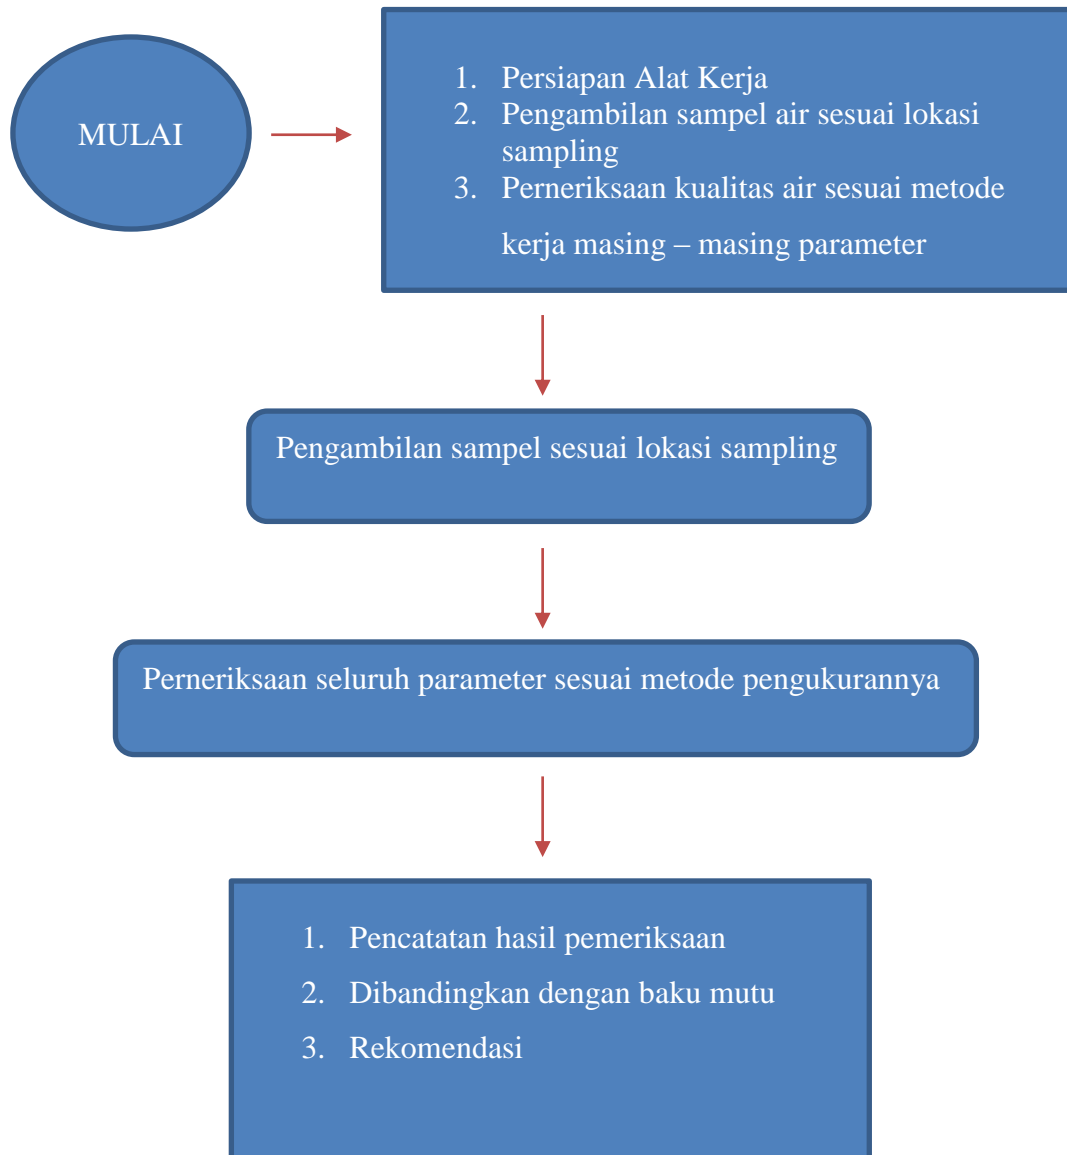 MULAI
1. Persiapan Alat Kerja
2. Pengambilan sampel air sesuai lokasi
sampling
3. Perneriksaan kualitas air sesuai metode
kerja masing – masing parameter
Pengambilan sampel sesuai lokasi sampling
Perneriksaan seluruh parameter sesuai metode pengukurannya
1. Pencatatan hasil pemeriksaan
2. Dibandingkan dengan baku mutu
3. Rekomendasi